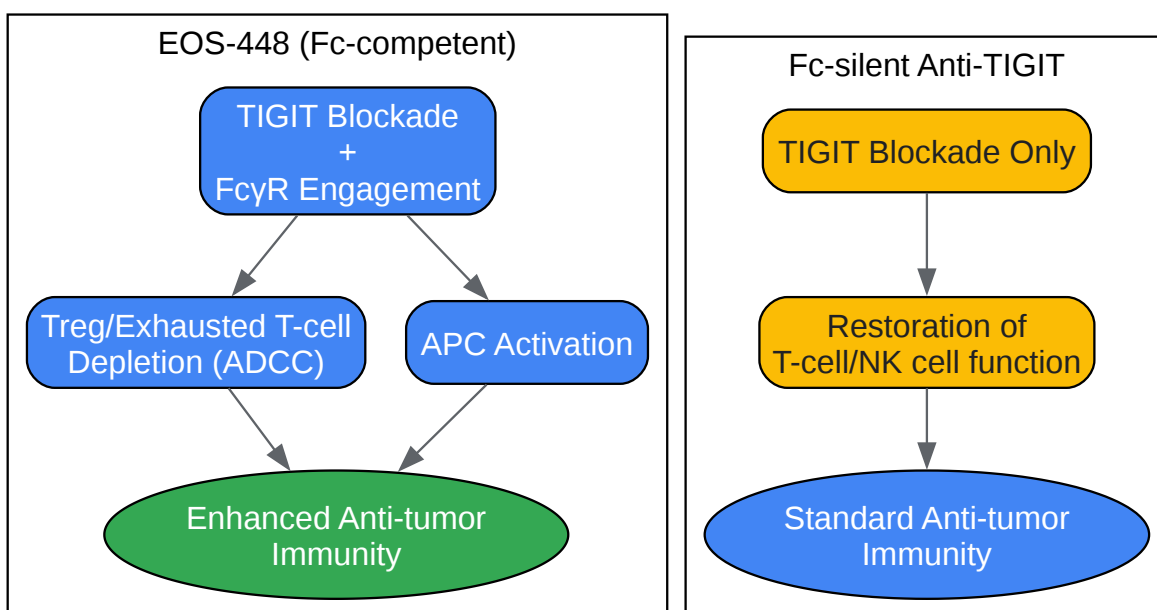 EOS-448 (Fc-competent)
TIGIT Blockade
+
FcγR Engagement
Treg/Exhausted T-cell
Depletion (ADCC)
APC Activation
Enhanced Anti-tumor
Immunity
Fc-silent Anti-TIGIT
TIGIT Blockade Only
Restoration of
T-cell/NK cell function
Standard Anti-tumor
Immunity